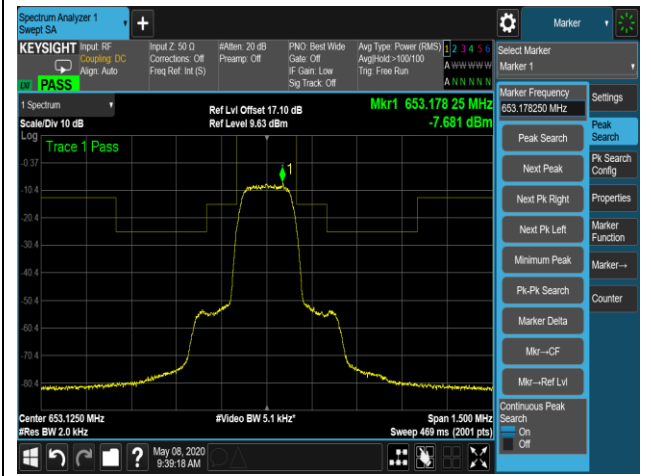 Spectrum Analyzer 1
Swept SA
+
Marker
KEYSIGHT Input: RF
Coupling: DC
Align: Auto
Input Z: 50 Ω
Corrections: Off
Freq Ref: Int (S)
#Atten: 20 dB
Preamp: Off
PNO: Best Wide
Gate: Off
IF Gain: Low
Sig Track: Off
Avg Type: Power (RMS)
Avg|Hold:>100/100
Trig: Free Run
1 2 3 4 5 6
A W W W W W
A N N N N N
LXI PASS
Select Marker
Marker 1
1 Spectrum
Scale/Div 10 dB
Ref Lvl Offset 17.10 dB
Ref Level 9.63 dBm
Mkr1 653.178 25 MHz
-7.681 dBm
Log
Trace 1 Pass
1
-0.37
-10.4
-20.4
-30.4
-40.4
-50.4
-60.4
-70.4
-80.4
Center 653.1250 MHz
#Res BW 2.0 kHz
#Video BW 5.1 kHz*
Span 1.500 MHz
Sweep 469 ms (2001 pts)
Marker Frequency
653.178250 MHz
Peak Search
Next Peak
Next Pk Right
Next Pk Left
Minimum Peak
Pk-Pk Search
Marker Delta
Mkr→CF
Mkr→Ref Lvl
Continuous Peak
Search
On
Off
Settings
Peak
Search
Pk Search
Config
Properties
Marker
Function
Marker→
Counter
?
May 08, 2020
9:39:18 AM